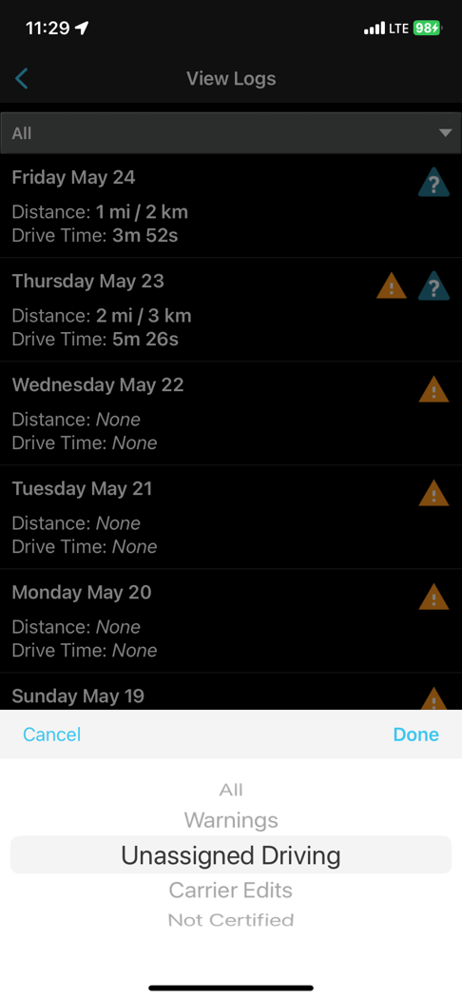 11:29
LTE 98
View Logs
All
Friday May 24
Distance: 1 mi / 2 km
Drive Time: 3m 52s
Thursday May 23
Distance: 2 mi / 3 km
Drive Time: 5m 26s
Wednesday May 22
Distance: None
Drive Time: None
Tuesday May 21
Distance: None
Drive Time: None
Monday May 20
Distance: None
Drive Time: None
Sunday May 19
Cancel
Done
All
Warnings
Unassigned Driving
Carrier Edits
Not Certified